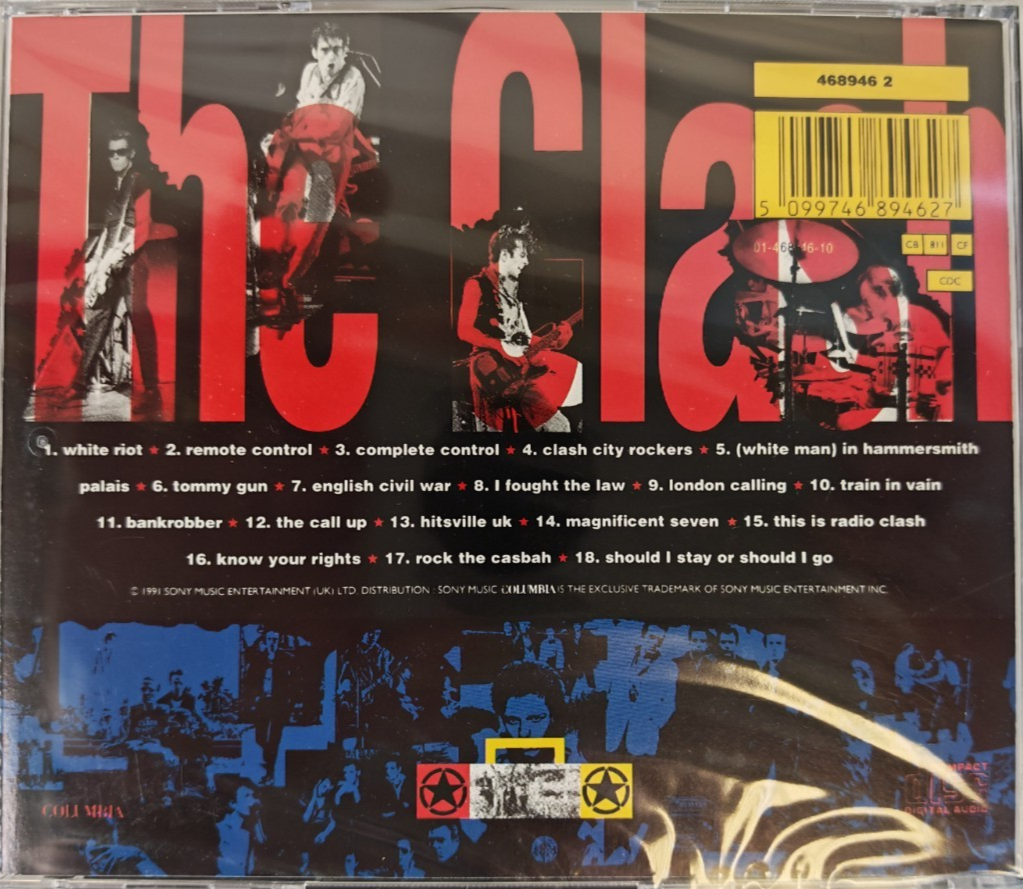 The Clash
468946 2
5 099746 894627
01-468946-10
CB 811 CF
CDC
1. white riot ★ 2. remote control ★ 3. complete control ★ 4. clash city rockers ★ 5. (white man) in hammersmith
palais ★ 6. tommy gun ★ 7. english civil war ★ 8. I fought the law ★ 9. london calling ★ 10. train in vain
11. bankrobber ★ 12. the call up ★ 13. hitsville uk ★ 14. magnificent seven ★ 15. this is radio clash
16. know your rights ★ 17. rock the casbah ★ 18. should I stay or should I go
© 1991 SONY MUSIC ENTERTAINMENT (UK) LTD. DISTRIBUTION : SONY MUSIC COLUMBIA IS THE EXCLUSIVE TRADEMARK OF SONY MUSIC ENTERTAINMENT INC.
COLUMBIA
COMPACT
disc
DIGITAL AUDIO